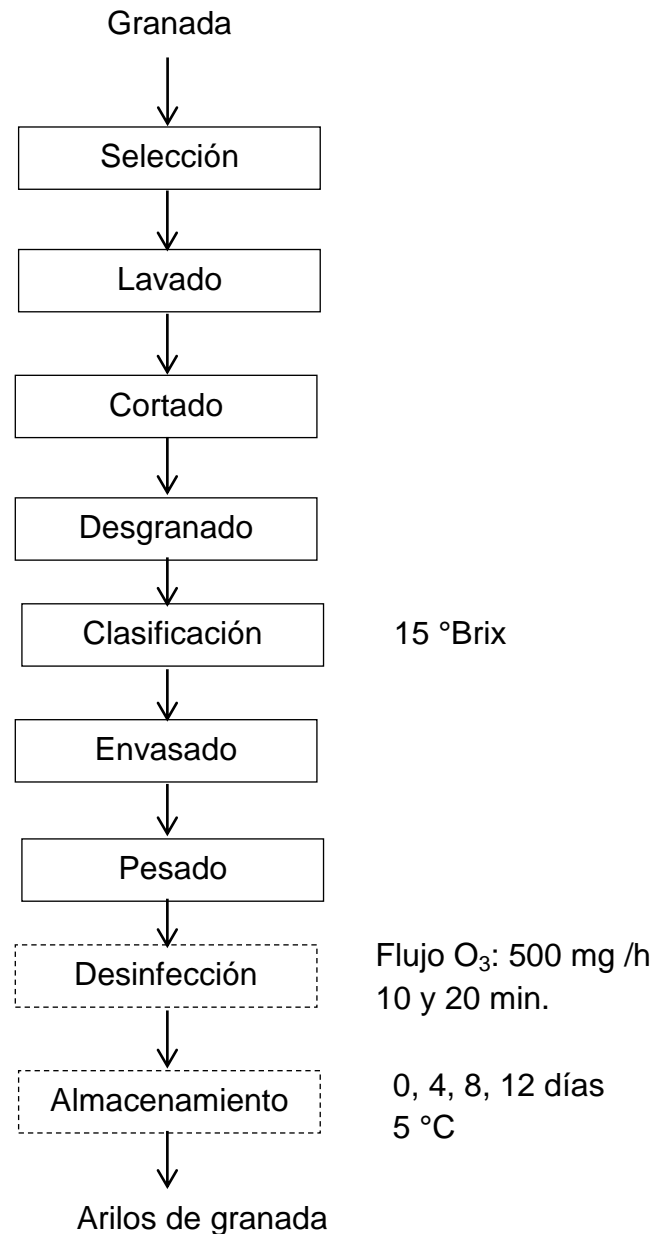 Granada
Selección
Lavado
Cortado
Desgranado
Clasificación
15 °Brix
Envasado
Pesado
Desinfección
Flujo O₃: 500 mg /h
10 y 20 min.
Almacenamiento
0, 4, 8, 12 días
5 °C
Arilos de granada